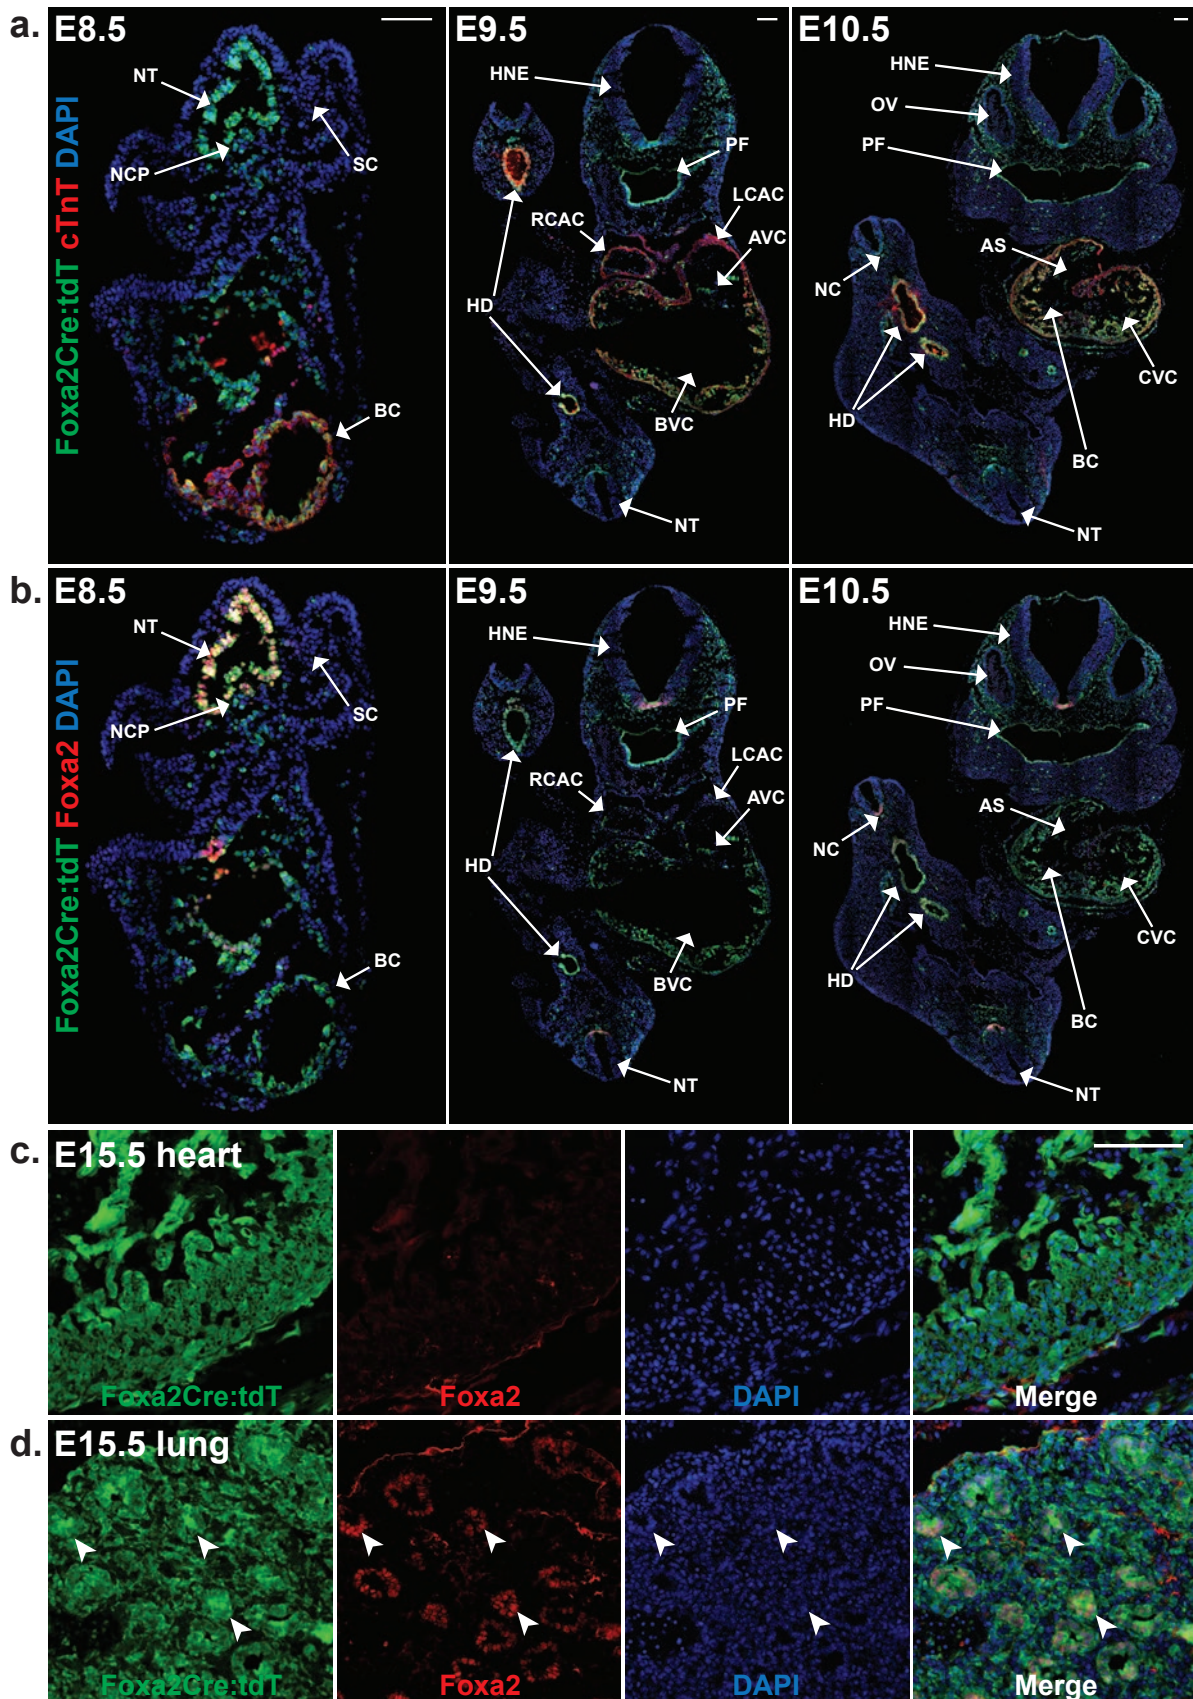 a.
Foxa2Cre:tdT cTnT DAPI
E8.5
NT
NCP
SC
BC
E9.5
HNE
PF
LCAC
RCAC
AVC
HD
BVC
NT
E10.5
HNE
OV
PF
AS
NC
CVC
HD
BC
NT
b.
Foxa2Cre:tdT Foxa2 DAPI
E8.5
NT
NCP
SC
BC
E9.5
HNE
PF
LCAC
RCAC
AVC
HD
BVC
NT
E10.5
HNE
OV
PF
AS
NC
CVC
HD
BC
NT
c.
E15.5 heart
Foxa2Cre:tdT
Foxa2
DAPI
Merge
d.
E15.5 lung
Foxa2Cre:tdT
Foxa2
DAPI
Merge